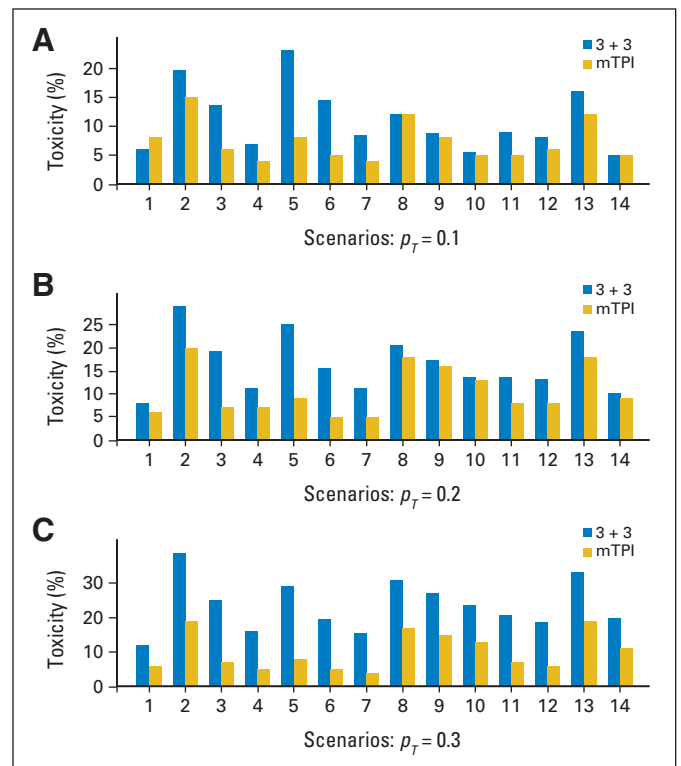 A
3 + 3
mTPI
Toxicity (%)
20
15
10
5
0
1 2 3 4 5 6 7 8 9 10 11 12 13 14
Scenarios: pT = 0.1
B
3 + 3
mTPI
Toxicity (%)
25
20
15
10
5
0
1 2 3 4 5 6 7 8 9 10 11 12 13 14
Scenarios: pT = 0.2
C
3 + 3
mTPI
Toxicity (%)
30
20
10
0
1 2 3 4 5 6 7 8 9 10 11 12 13 14
Scenarios: pT = 0.3